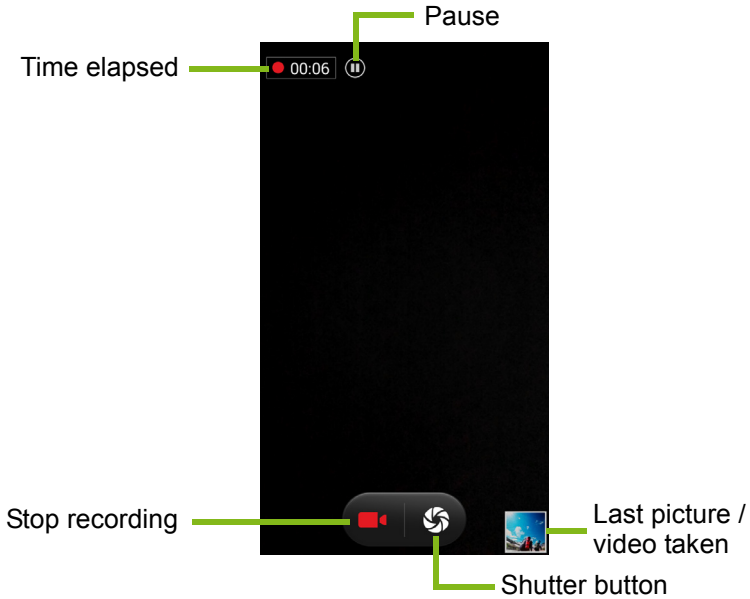 Pause
Time elapsed
00:06
Stop recording
Last picture /
video taken
Shutter button